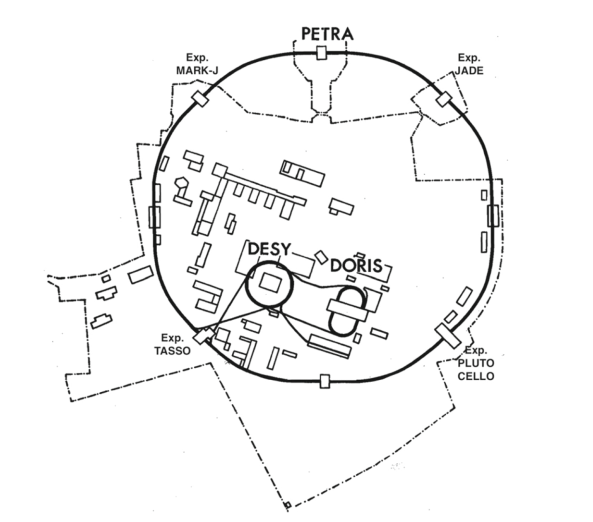 PETRA
Exp.
MARK-J
Exp.
JADE
DESY
DORIS
Exp.
TASSO
Exp.
PLUTO
CELLO